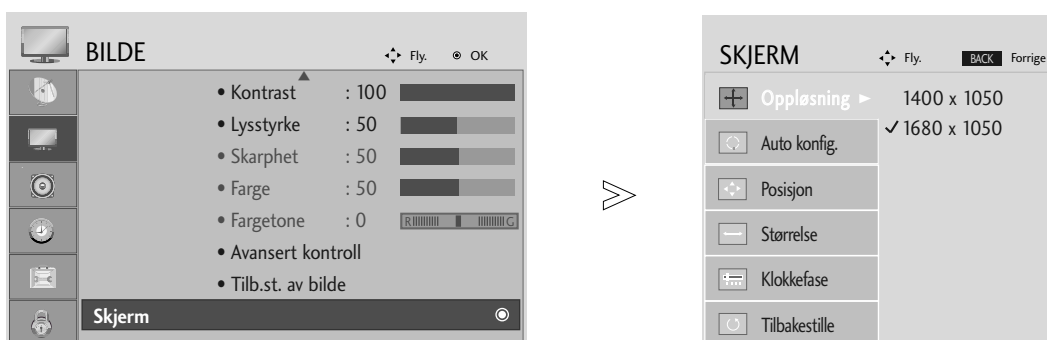 BILDE Fly. OK
• Kontrast : 100
• Lysstyrke : 50
• Skarphet : 50
• Farge : 50
• Fargetone : 0 R G
• Avansert kontroll
• Tilb.st. av bilde
Skjerm
SKJERM Fly. BACK Forrige
Oppløsning ► 1400 x 1050
✓ 1680 x 1050
Auto konfig.
Posisjon
Størrelse
Klokkefase
Tilbakestille